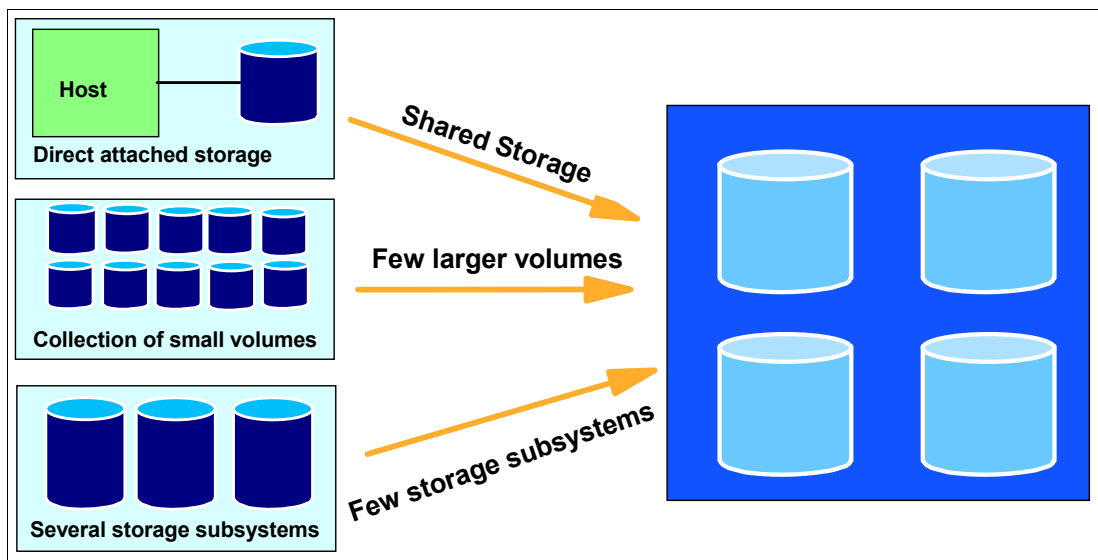 Host
Direct attached storage
Shared Storage
Few larger volumes
Collection of small volumes
Few storage subsystems
Several storage subsystems